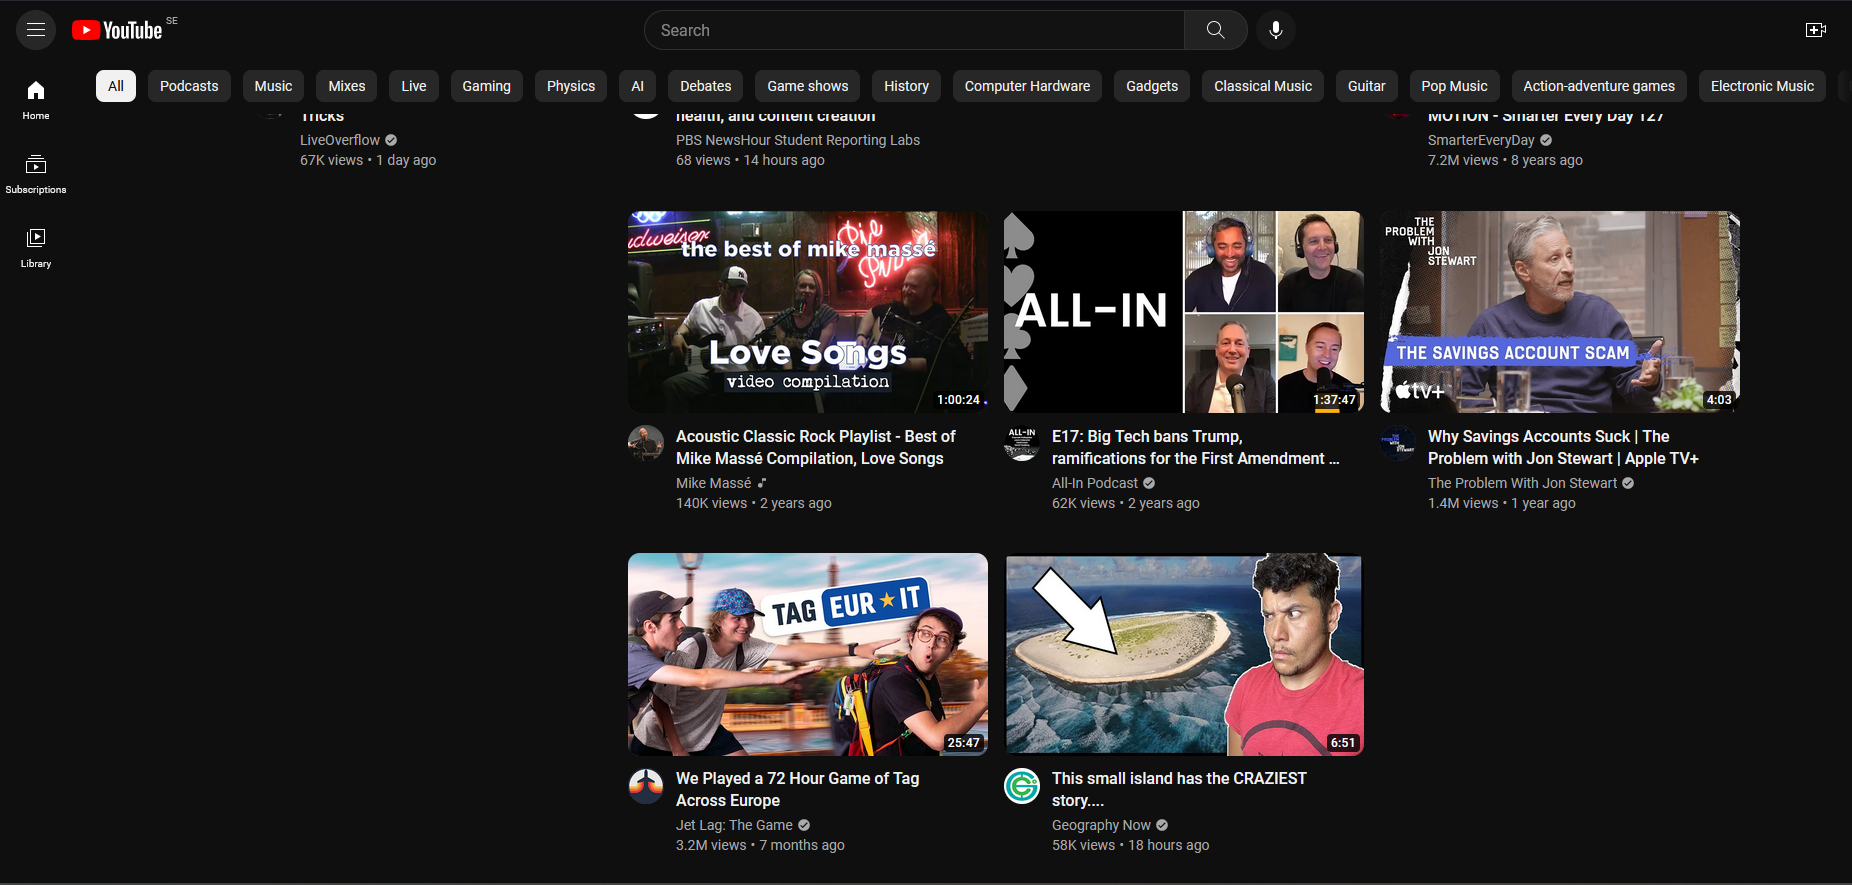 YouTube SE
Search
All
Podcasts
Music
Mixes
Live
Gaming
Physics
AI
Debates
Game shows
History
Computer Hardware
Gadgets
Classical Music
Guitar
Pop Music
Action-adventure games
Electronic Music
Home
Subscriptions
Library
Tricks
LiveOverflow
67K views • 1 day ago
health, and content creation
PBS NewsHour Student Reporting Labs
68 views • 14 hours ago
MOTION - Smarter Every Day 127
SmarterEveryDay
7.2M views • 8 years ago
the best of mike massé
Love Songs
video compilation
1:00:24
Acoustic Classic Rock Playlist - Best of
Mike Massé Compilation, Love Songs
Mike Massé
140K views • 2 years ago
ALL-IN
1:37:47
ALL-IN
E17: Big Tech bans Trump,
ramifications for the First Amendment ...
All-In Podcast
62K views • 2 years ago
THE
PROBLEM
WITH
JON
STEWART
THE SAVINGS ACCOUNT SCAM
tv+
4:03
Why Savings Accounts Suck | The
Problem with Jon Stewart | Apple TV+
The Problem With Jon Stewart
1.4M views • 1 year ago
TAG EUR★IT
25:47
We Played a 72 Hour Game of Tag
Across Europe
Jet Lag: The Game
3.2M views • 7 months ago
6:51
This small island has the CRAZIEST
story....
Geography Now
58K views • 18 hours ago